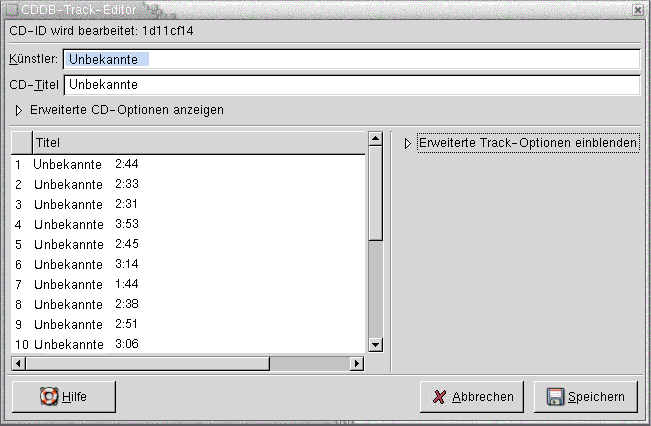 CDDB-Track-Editor
CD-ID wird bearbeitet: 1d11cf14
Künstler: Unbekannte
CD-Titel Unbekannte
Erweiterte CD-Optionen anzeigen
Titel
1 Unbekannte 2:44
2 Unbekannte 2:33
3 Unbekannte 2:31
4 Unbekannte 3:53
5 Unbekannte 2:45
6 Unbekannte 3:14
7 Unbekannte 1:44
8 Unbekannte 2:38
9 Unbekannte 2:51
10 Unbekannte 3:06
Erweiterte Track-Optionen einblenden
Hilfe
Abbrechen
Speichern